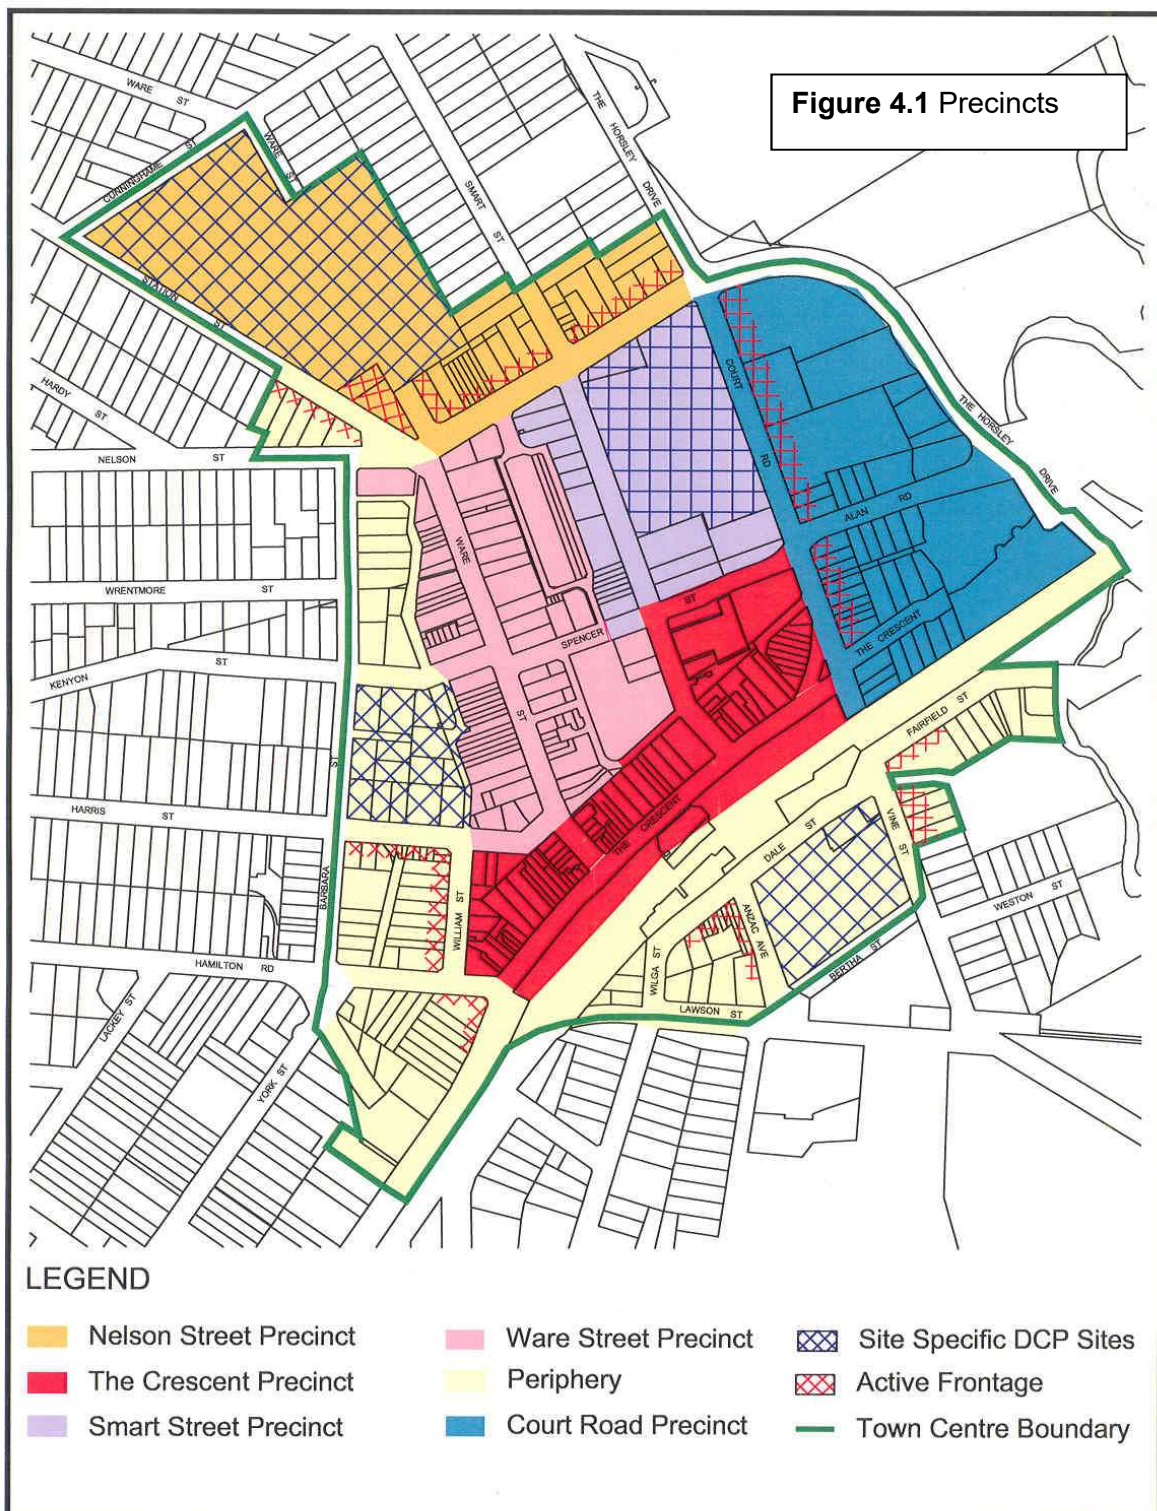 Figure 4.1 Precincts
WARE ST
CUNNINGHAME ST
WARE ST
THE HORSLEY DRIVE
SMART ST
STATION ST
HARDY ST
NELSON ST
COURT RD
THE HORSLEY DRIVE
ALAN RD
WARE ST
WRENTMORE ST
SPENCER ST
THE CRESCENT
KENYON ST
FAIRFIELD ST
HARRIS ST
THE CRESCENT
DALE ST
VINE ST
BARBARA ST
WILLIAM ST
WESTON ST
ANZAC AVE
HAMILTON RD
WILGA ST
BERTHA ST
LAWSON ST
LACKEY ST
YORK ST
LEGEND
Nelson Street Precinct
Ware Street Precinct
Site Specific DCP Sites
The Crescent Precinct
Periphery
Active Frontage
Smart Street Precinct
Court Road Precinct
Town Centre Boundary